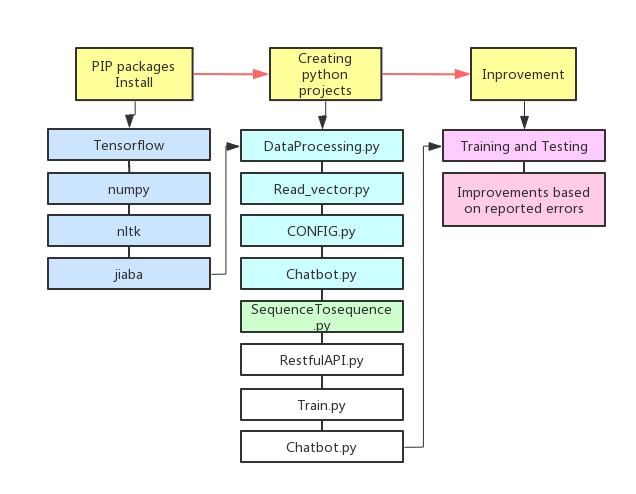 PIP packages
Install
Creating
python
projects
Inprovement
Tensorflow
numpy
nltk
jiaba
DataProcessing.py
Read_vector.py
CONFIG.py
Chatbot.py
SequenceTosequence
.py
RestfulAPI.py
Train.py
Chatbot.py
Training and Testing
Improvements based
on reported errors